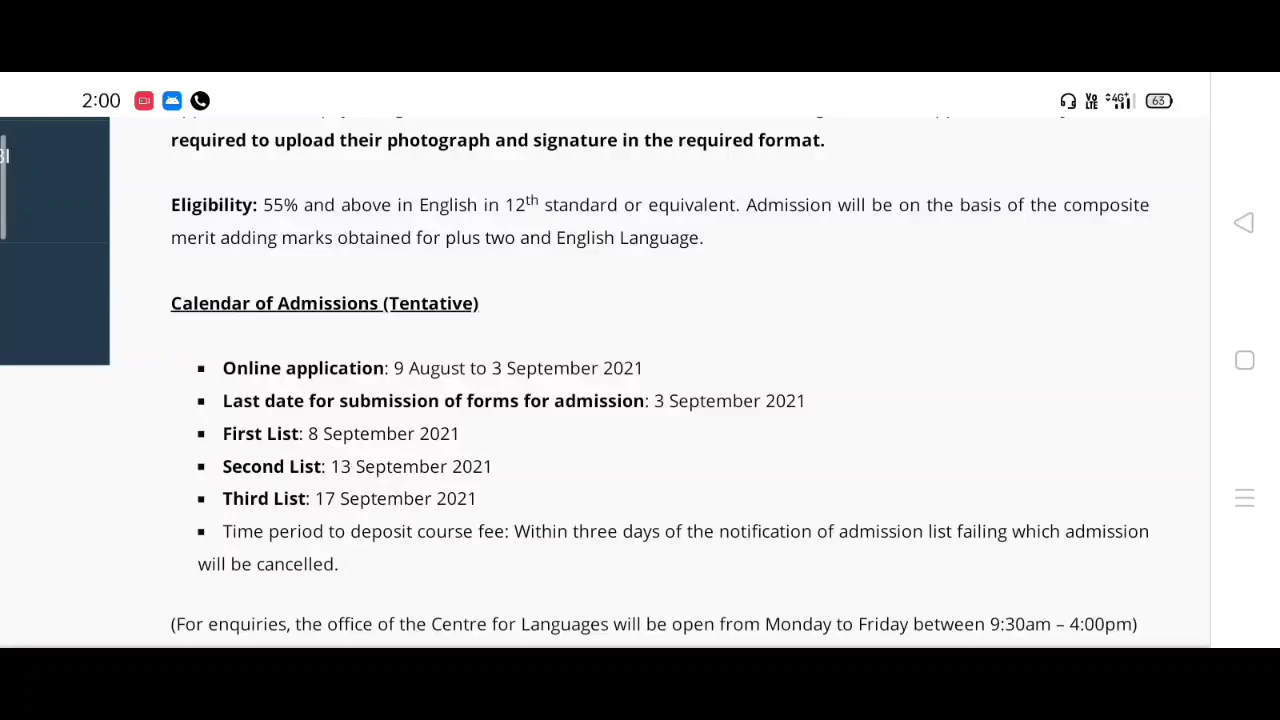 2:00
Vo LTE 4G+ 63
required to upload their photograph and signature in the required format.
Eligibility: 55% and above in English in 12th standard or equivalent. Admission will be on the basis of the composite
merit adding marks obtained for plus two and English Language.
Calendar of Admissions (Tentative)
▪ Online application: 9 August to 3 September 2021
▪ Last date for submission of forms for admission: 3 September 2021
▪ First List: 8 September 2021
▪ Second List: 13 September 2021
▪ Third List: 17 September 2021
▪ Time period to deposit course fee: Within three days of the notification of admission list failing which admission
will be cancelled.
(For enquiries, the office of the Centre for Languages will be open from Monday to Friday between 9:30am – 4:00pm)